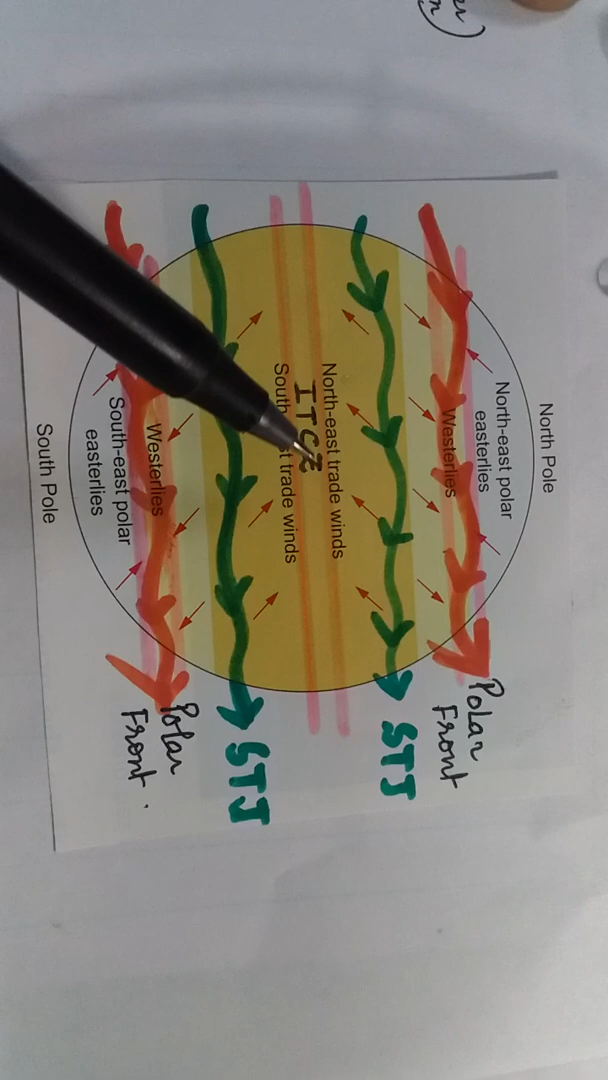 North Pole
North-east polar
easterlies
Westerlies
North-east trade winds
ITCZ
South t trade winds
Westerlies
South-east polar
easterlies
South Pole
Polar
Front
STJ
STJ
Polar
Front.